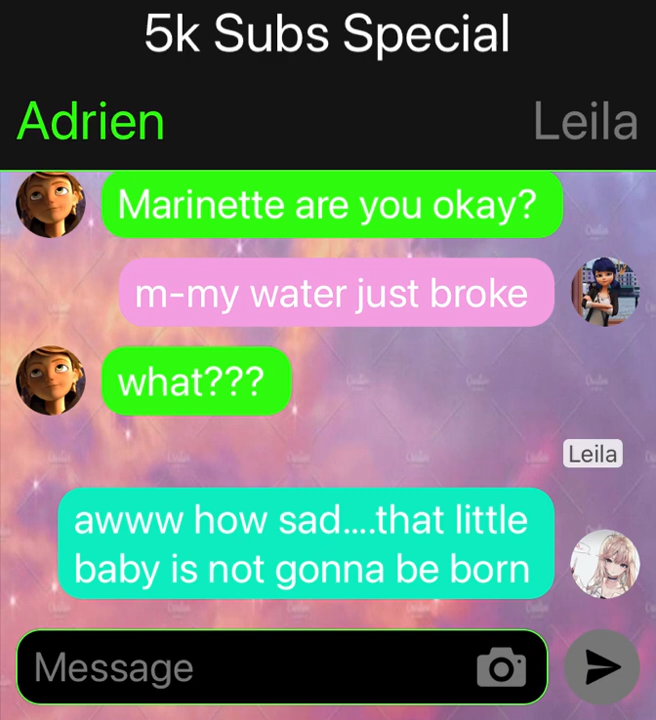 5k Subs Special
Adrien
Leila
Marinette are you okay?
m-my water just broke
what???
Leila
awww how sad....that little
baby is not gonna be born
Message